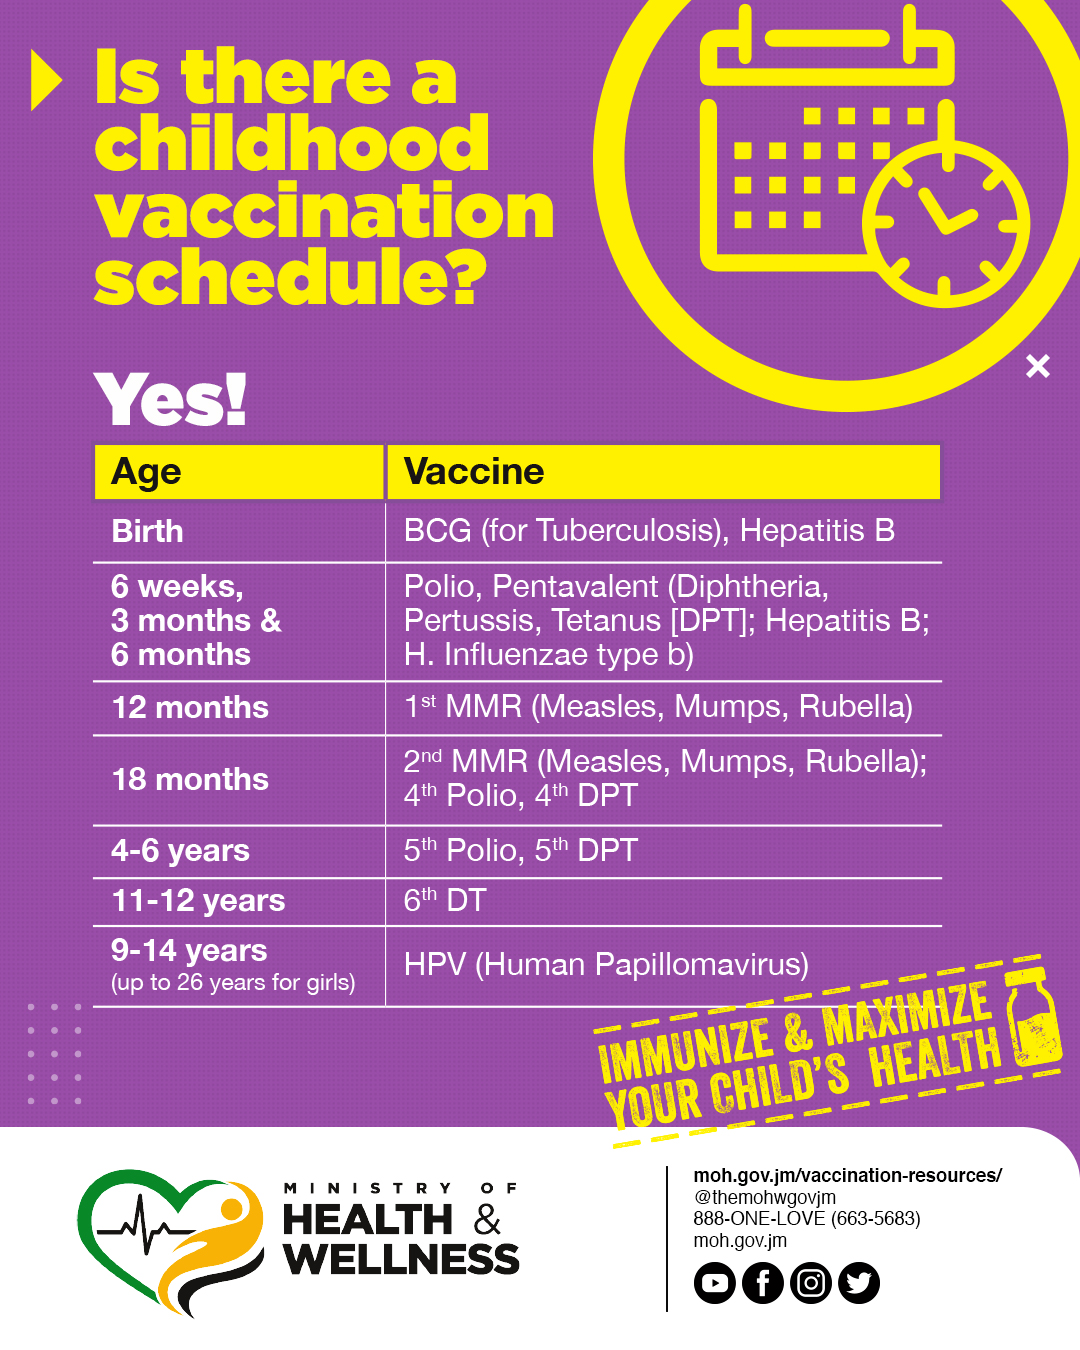 Is there a
childhood
vaccination
schedule?
Yes!
Age Vaccine
Birth BCG (for Tuberculosis), Hepatitis B
6 weeks,
3 months &
6 months
Polio, Pentavalent (Diphtheria,
Pertussis, Tetanus [DPT]; Hepatitis B;
H. Influenzae type b)
12 months 1st MMR (Measles, Mumps, Rubella)
18 months
2nd MMR (Measles, Mumps, Rubella);
4th Polio, 4th DPT
4-6 years 5th Polio, 5th DPT
11-12 years 6th DT
9-14 years
(up to 26 years for girls)
HPV (Human Papillomavirus)
IMMUNIZE & MAXIMIZE
YOUR CHILD'S HEALTH
MINISTRY OF
HEALTH &
WELLNESS
moh.gov.jm/vaccination-resources/
@themohwgovjm
888-ONE-LOVE (663-5683)
moh.gov.jm